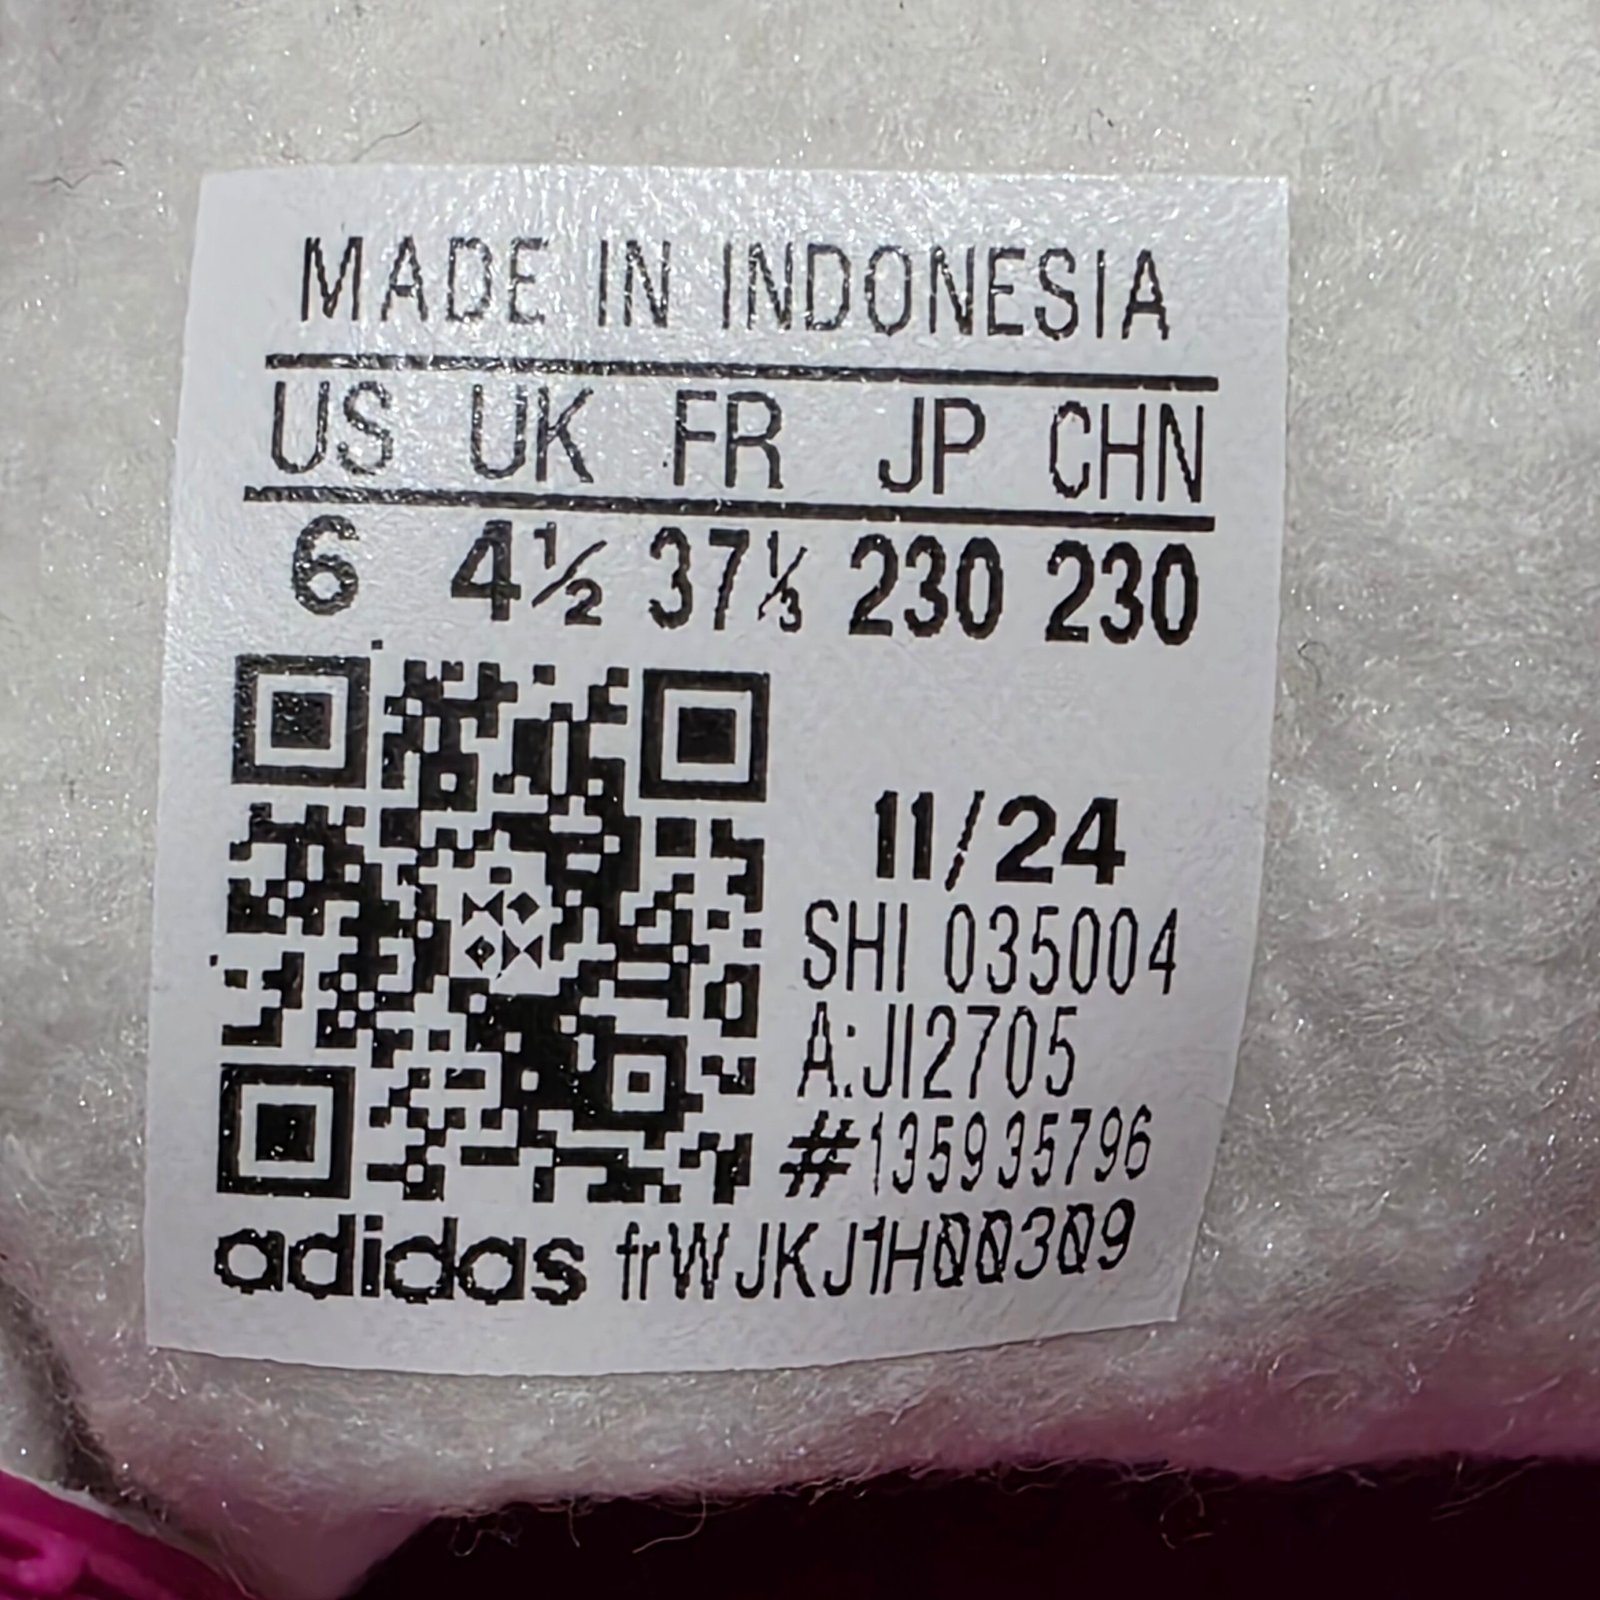 MADE IN INDONESIA
US UK FR JP CHN
6 4½ 37⅓ 230 230
11/24
SHI 035004
A:JI2705
#135935796
adidas frWJKJ1H00309